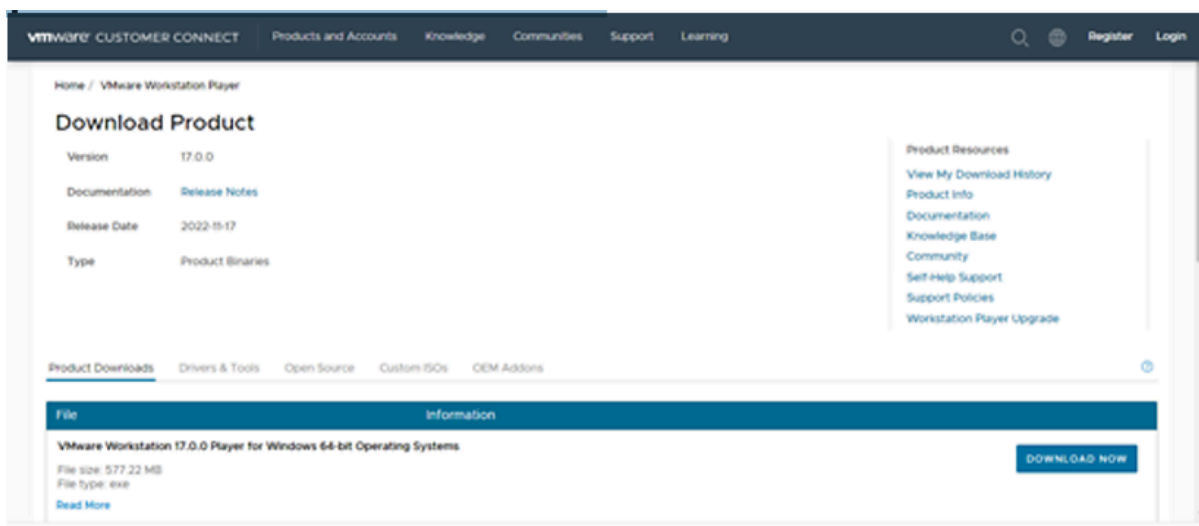 vmware CUSTOMER CONNECT Products and Accounts Knowledge Communities Support Learning Register Login
Home / VMware Workstation Player
Download Product
Version 17.0.0
Documentation Release Notes
Release Date 2022-11-17
Type Product Binaries
Product Resources
View My Download History
Product Info
Documentation
Knowledge Base
Community
Self-Help Support
Support Policies
Workstation Player Upgrade
Product Downloads Drivers & Tools Open Source Custom ISOs OEM Addons
File Information
VMware Workstation 17.0.0 Player for Windows 64-bit Operating Systems
File size: 577.22 MB
File type: exe
Read More
DOWNLOAD NOW